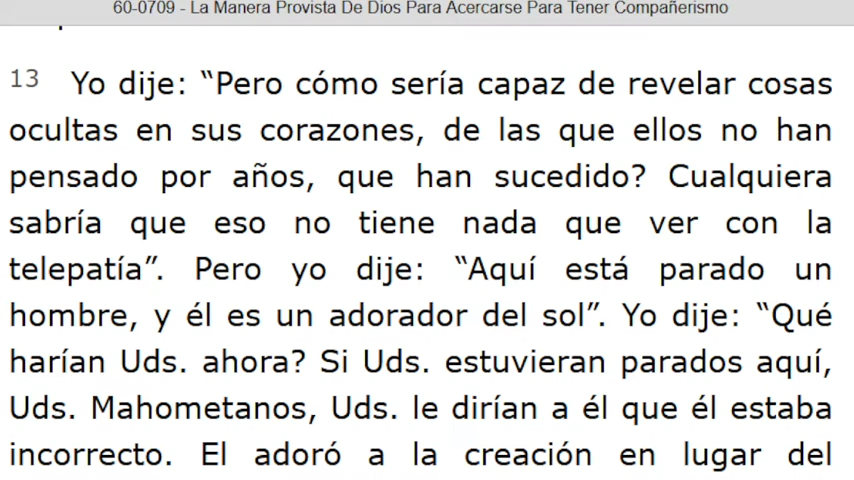 60-0709 - La Manera Provista De Dios Para Acercarse Para Tener Compañerismo
13 Yo dije: “Pero cómo sería capaz de revelar cosas
ocultas en sus corazones, de las que ellos no han
pensado por años, que han sucedido? Cualquiera
sabría que eso no tiene nada que ver con la
telepatía”. Pero yo dije: “Aquí está parado un
hombre, y él es un adorador del sol”. Yo dije: “Qué
harían Uds. ahora? Si Uds. estuvieran parados aquí,
Uds. Mahometanos, Uds. le dirían a él que él estaba
incorrecto. El adoró a la creación en lugar del